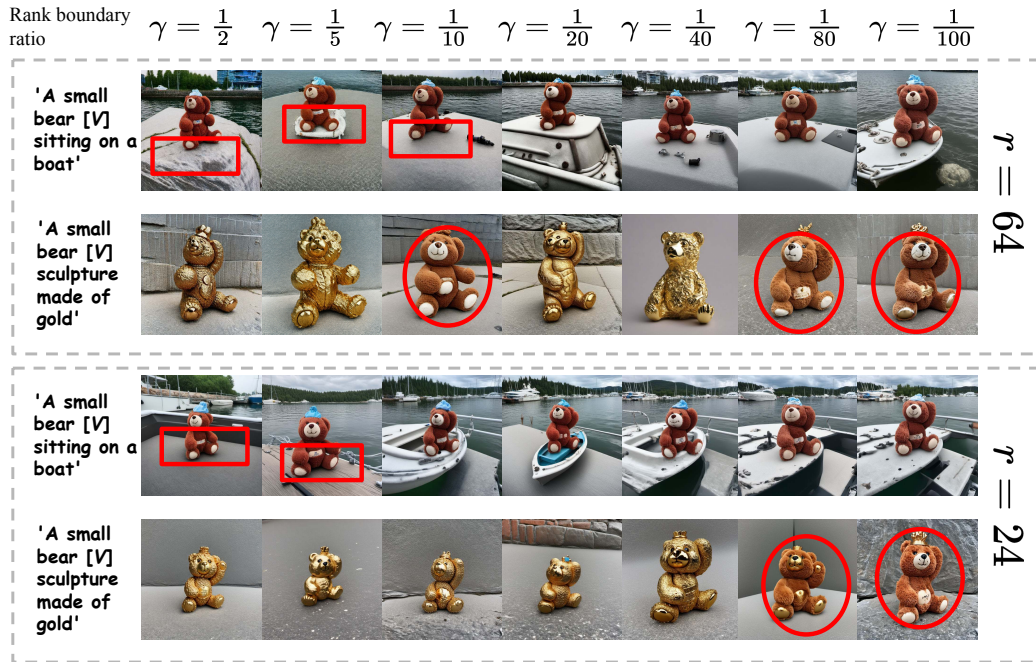 Rank boundary
ratio
γ = 1/2
γ = 1/5
γ = 1/10
γ = 1/20
γ = 1/40
γ = 1/80
γ = 1/100
'A small
bear [V]
sitting on a
boat'
'A small
bear [V]
sculpture
made of
gold'
r = 64
'A small
bear [V]
sitting on a
boat'
'A small
bear [V]
sculpture
made of
gold'
r = 24